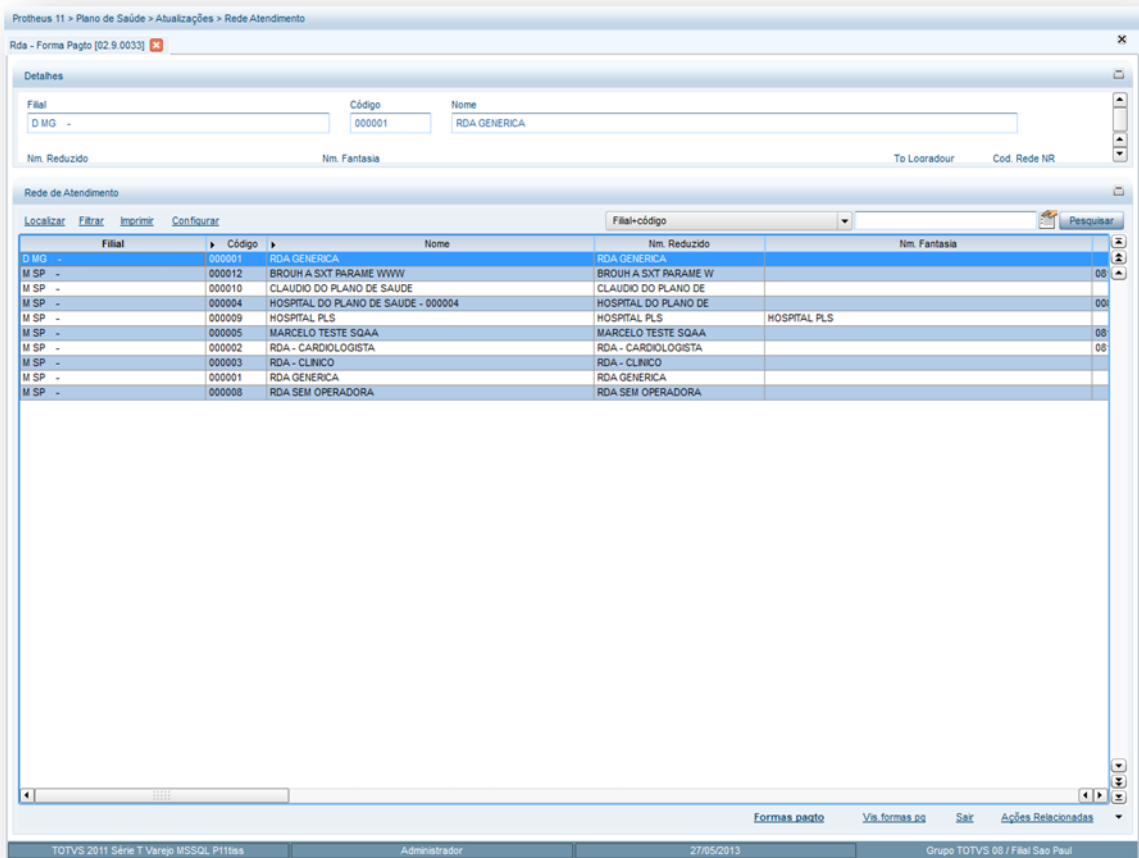 Protheus 11 > Plano de Saúde > Atualizações > Rede Atendimento
Rda - Forma Pagto [02.9.0033]
Detalhes
Filial Código Nome
D MG - 000001 RDA GENERICA
Nm. Reduzido Nm. Fantasia Tp Logradour Cod. Rede NR
Rede de Atendimento
Localizar Filtrar Imprimir Configurar Filial+código Pesquisar
Filial Código Nome Nm. Reduzido Nm. Fantasia
D MG - 000001 RDA GENERICA RDA GENERICA
M SP - 000012 BROUH A SXT PARAME WWW BROUH A SXT PARAME W
M SP - 000010 CLAUDIO DO PLANO DE SAUDE CLAUDIO DO PLANO DE
M SP - 000004 HOSPITAL DO PLANO DE SAUDE - 000004 HOSPITAL DO PLANO DE
M SP - 000009 HOSPITAL PLS HOSPITAL PLS HOSPITAL PLS
M SP - 000005 MARCELO TESTE SQAA MARCELO TESTE SQAA
M SP - 000002 RDA - CARDIOLOGISTA RDA - CARDIOLOGISTA
M SP - 000003 RDA - CLINICO RDA - CLINICO
M SP - 000001 RDA GENERICA RDA GENERICA
M SP - 000008 RDA SEM OPERADORA RDA SEM OPERADORA
Formas pagto Vis.formas pg Sair Ações Relacionadas
TOTVS 2011 Série T Varejo MSSQL P11tiss Administrador 27/05/2013 Grupo TOTVS 08 / Filial Sao Paul